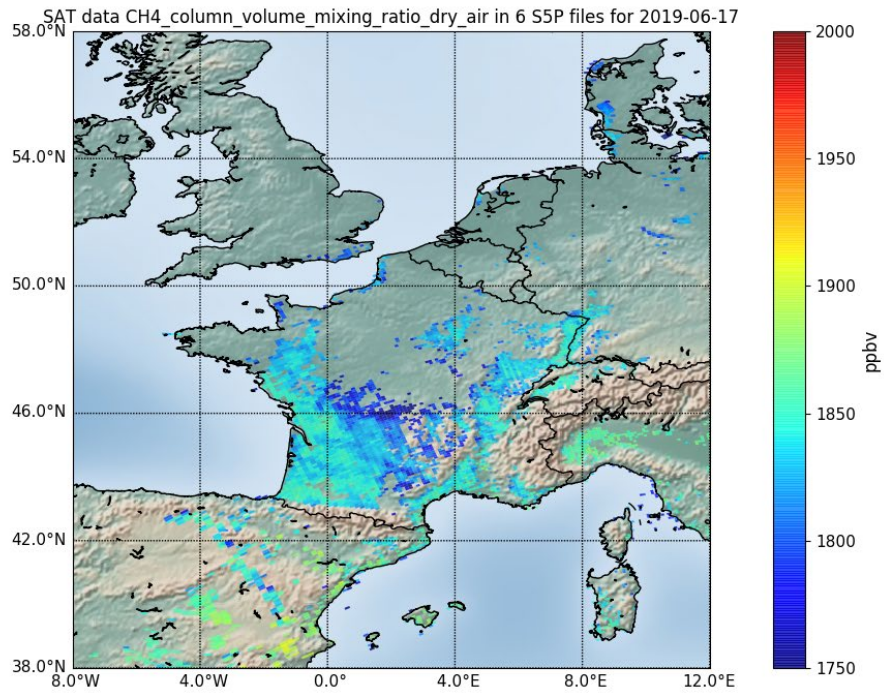 SAT data CH4_column_volume_mixing_ratio_dry_air in 6 S5P files for 2019-06-17
58.0°N
54.0°N
50.0°N
46.0°N
42.0°N
38.0°N
8.0°W
4.0°W
0.0°
4.0°E
8.0°E
12.0°E
2000
1950
1900
1850
1800
1750
ppbv